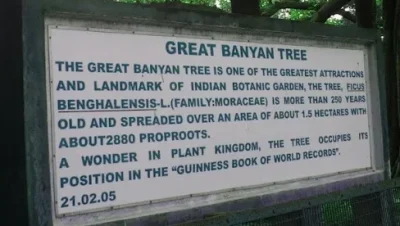 GREAT BANYAN TREE
THE GREAT BANYAN TREE IS ONE OF THE GREATEST ATTRACTIONS
AND LANDMARK OF INDIAN BOTANIC GARDEN, THE TREE, FICUS
BENGHALENSIS-L.(FAMILY:MORACEAE) IS MORE THAN 250 YEARS
OLD AND SPREADED OVER AN AREA OF ABOUT 1.5 HECTARES WITH
ABOUT2880 PROPROOTS.
A WONDER IN PLANT KINGDOM, THE TREE OCCUPIES ITS
POSITION IN THE "GUINNESS BOOK OF WORLD RECORDS".
21.02.05